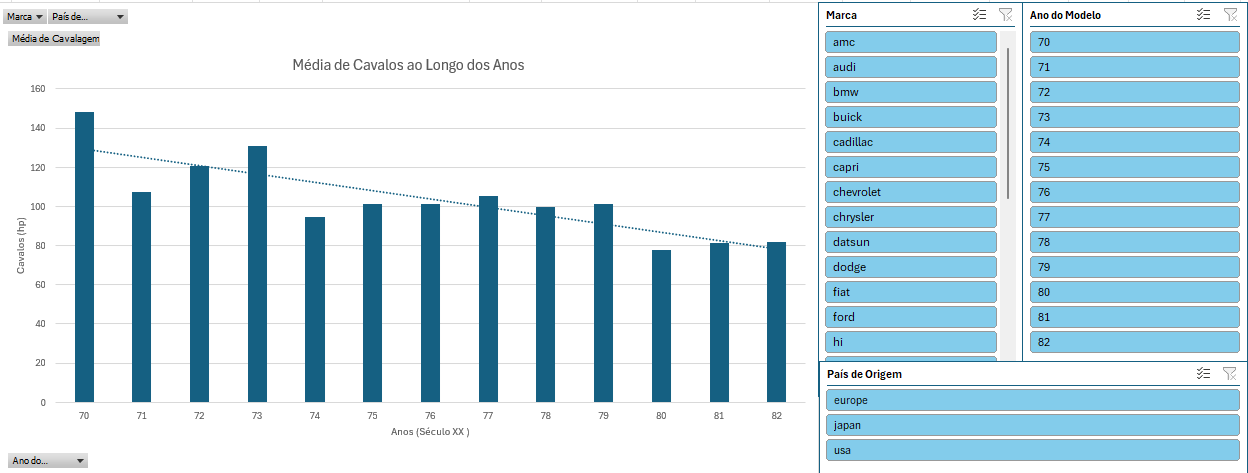 Marca
País de...
Média de Cavalagem
Média de Cavalos ao Longo dos Anos
160
140
120
100
80
60
40
20
0
Cavalos (hp)
70 71 72 73 74 75 76 77 78 79 80 81 82
Anos (Século XX )
Ano do...
Marca
amc
audi
bmw
buick
cadillac
capri
chevrolet
chrysler
datsun
dodge
fiat
ford
hi
Ano do Modelo
70
71
72
73
74
75
76
77
78
79
80
81
82
País de Origem
europe
japan
usa